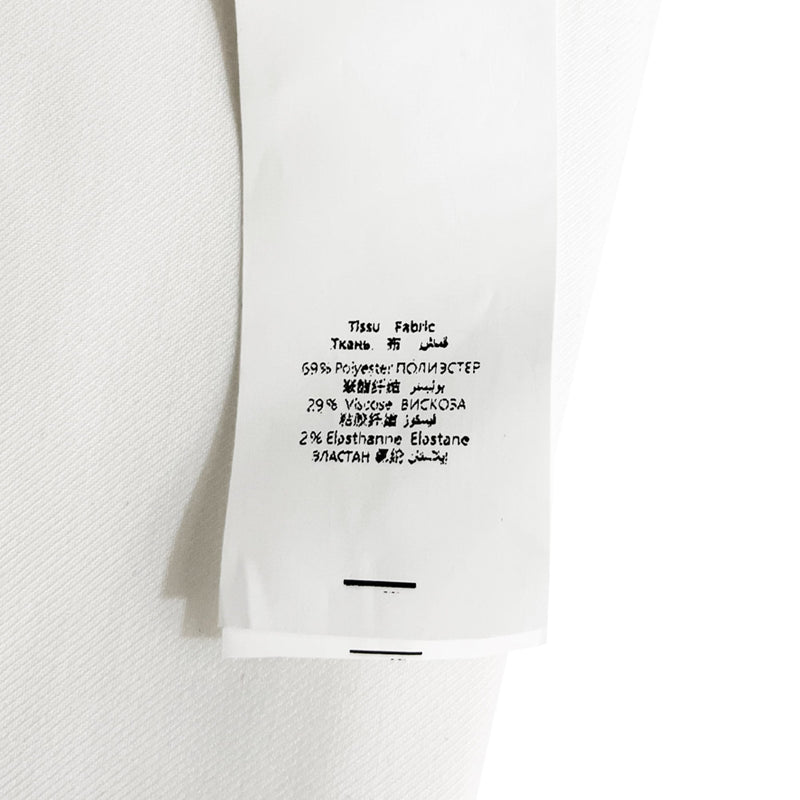 Tissu Fabric
Ткань 布 قماش
69% Polyester ПОЛИЭСТЕР
聚酯纤维 بوليستر
29% Viscose ВИСКОЗА
粘胶纤维 فيسكوز
2% Elasthanne Elastane
ЭЛАСТАН 氨纶 إيلاستان